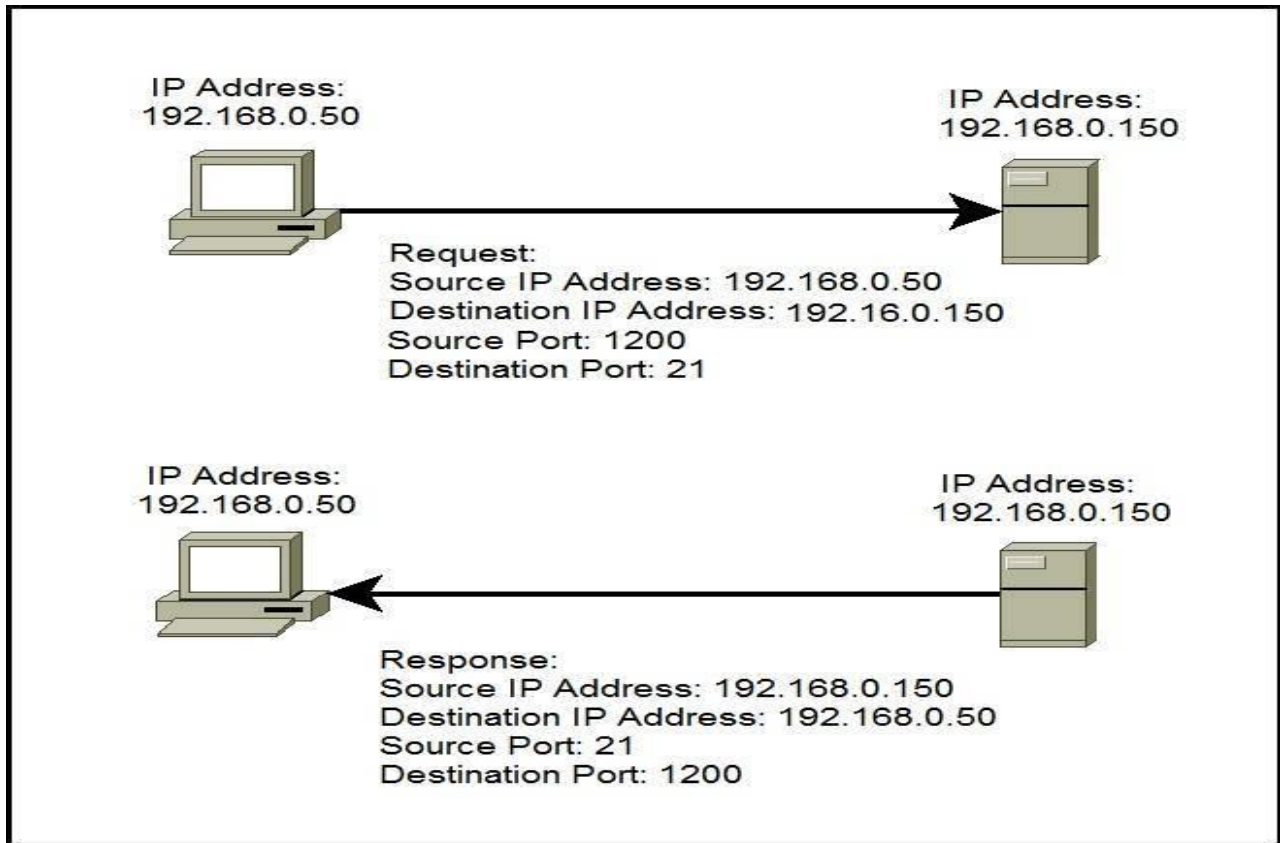 IP Address:
192.168.0.50
IP Address:
192.168.0.150
Request:
Source IP Address: 192.168.0.50
Destination IP Address: 192.16.0.150
Source Port: 1200
Destination Port: 21
IP Address:
192.168.0.50
IP Address:
192.168.0.150
Response:
Source IP Address: 192.168.0.150
Destination IP Address: 192.168.0.50
Source Port: 21
Destination Port: 1200